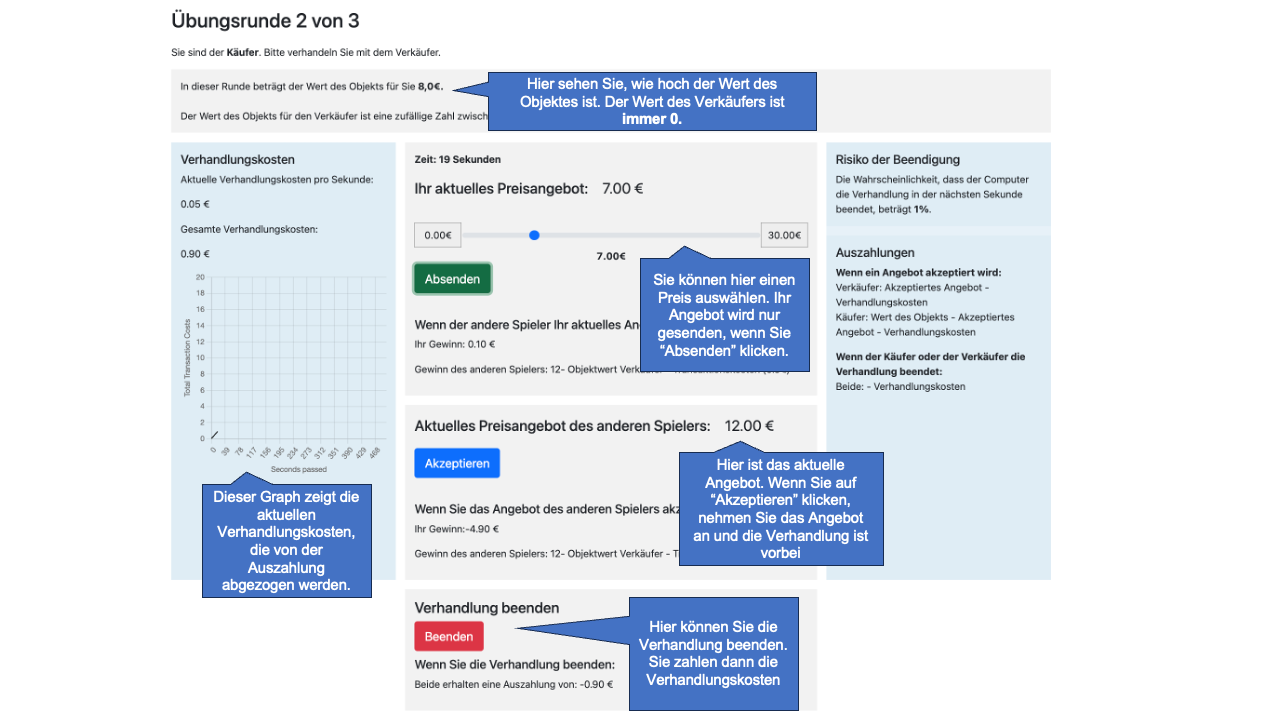 Übungsrunde 2 von 3
Sie sind der Käufer. Bitte verhandeln Sie mit dem Verkäufer.
In dieser Runde beträgt der Wert des Objekts für Sie 8,0€.
Der Wert des Objekts für den Verkäufer ist eine zufällige Zahl
Hier sehen Sie, wie hoch der Wert des
Objektes ist. Der Wert des Verkäufers ist
immer 0.
Verhandlungskosten
Aktuelle Verhandlungskosten pro Sekunde:
0.05 €
Gesamte Verhandlungskosten:
0.90 €
20
18
16
14
12
10
8
6
4
2
0
Total Transaction Costs
0 39 78 117 156 195 234 273 312 351 390 429 468
Seconds passed
Dieser Graph zeigt die
aktuellen
Verhandlungskosten,
die von der
Auszahlung
abgezogen werden.
Zeit: 19 Sekunden
Ihr aktuelles Preisangebot: 7.00 €
0.00€
30.00€
7.00€
Absenden
Sie können hier einen
Preis auswählen. Ihr
Angebot wird nur
gesenden, wenn Sie
“Absenden” klicken.
Wenn der andere Spieler Ihr aktuelles
Ihr Gewinn: 0.10 €
Gewinn des anderen Spielers: 12- Objektwert
Aktuelles Preisangebot des anderen Spielers: 12.00 €
Akzeptieren
Hier ist das aktuelle
Angebot. Wenn Sie auf
“Akzeptieren” klicken,
nehmen Sie das Angebot
an und die Verhandlung ist
vorbei
Wenn Sie das Angebot des anderen Spielers
Ihr Gewinn:-4.90 €
Gewinn des anderen Spielers: 12- Objektwert Verkäufer -
Verhandlung beenden
Beenden
Wenn Sie die Verhandlung beenden:
Beide erhalten eine Auszahlung von: -0.90 €
Hier können Sie die
Verhandlung beenden.
Sie zahlen dann die
Verhandlungskosten
Risiko der Beendigung
Die Wahrscheinlichkeit, dass der Computer
die Verhandlung in der nächsten Sekunde
beendet, beträgt 1%.
Auszahlungen
Wenn ein Angebot akzeptiert wird:
Verkäufer: Akzeptiertes Angebot -
Verhandlungskosten
Käufer: Wert des Objekts - Akzeptiertes
Angebot - Verhandlungskosten
Wenn der Käufer oder der Verkäufer die
Verhandlung beendet:
Beide: - Verhandlungskosten